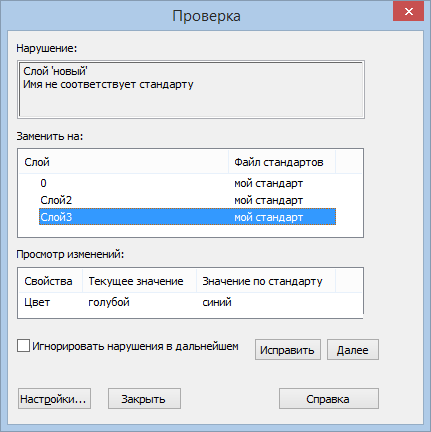 Проверка
Нарушение:
Слой 'новый'
Имя не соответствует стандарту
Заменить на:
Слой Файл стандартов
0 мой стандарт
Слой2 мой стандарт
Слой3 мой стандарт
Просмотр изменений:
Свойства Текущее значение Значение по стандарту
Цвет голубой синий
Игнорировать нарушения в дальнейшем Исправить Далее
Настройки... Закрыть Справка